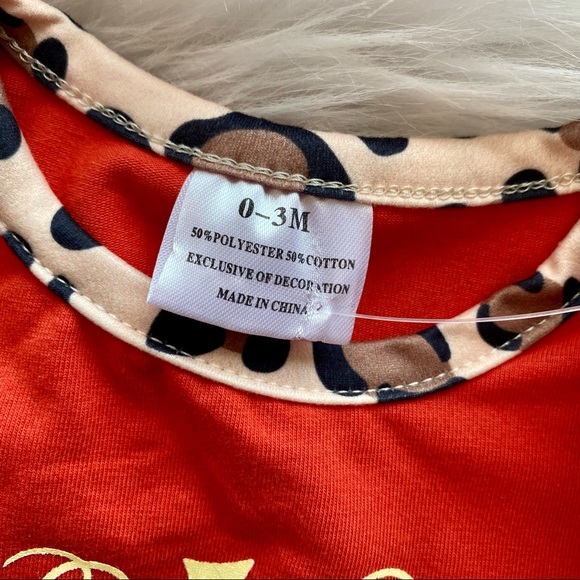 0-3M
50%POLYESTER 50%COTTON
EXCLUSIVE OF DECORATION
MADE IN CHINA